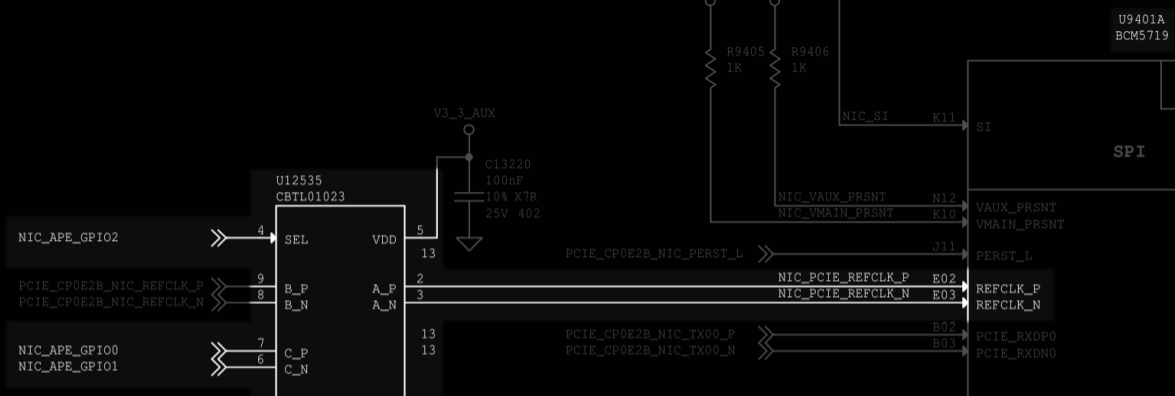 U9401A
BCM5719
R9405
1K
R9406
1K
V3_3_AUX
NIC_SI
K11
SI
SPI
C13220
100nF
10% X7R
25V 402
U12535
CBTL01023
NIC_VAUX_PRSNT
N12
VAUX_PRSNT
NIC_VMAIN_PRSNT
K10
VMAIN_PRSNT
NIC_APE_GPIO2
4
SEL
VDD
5
13
PCIE_CP0E2B_NIC_PERST_L
J11
PERST_L
PCIE_CP0E2B_NIC_REFCLK_P
9
B_P
A_P
2
NIC_PCIE_REFCLK_P
E02
REFCLK_P
PCIE_CP0E2B_NIC_REFCLK_N
8
B_N
A_N
3
NIC_PCIE_REFCLK_N
E03
REFCLK_N
13
13
PCIE_CP0E2B_NIC_TX00_P
B02
PCIE_RXDP0
PCIE_CP0E2B_NIC_TX00_N
B03
PCIE_RXDN0
NIC_APE_GPIO0
7
C_P
NIC_APE_GPIO1
6
C_N